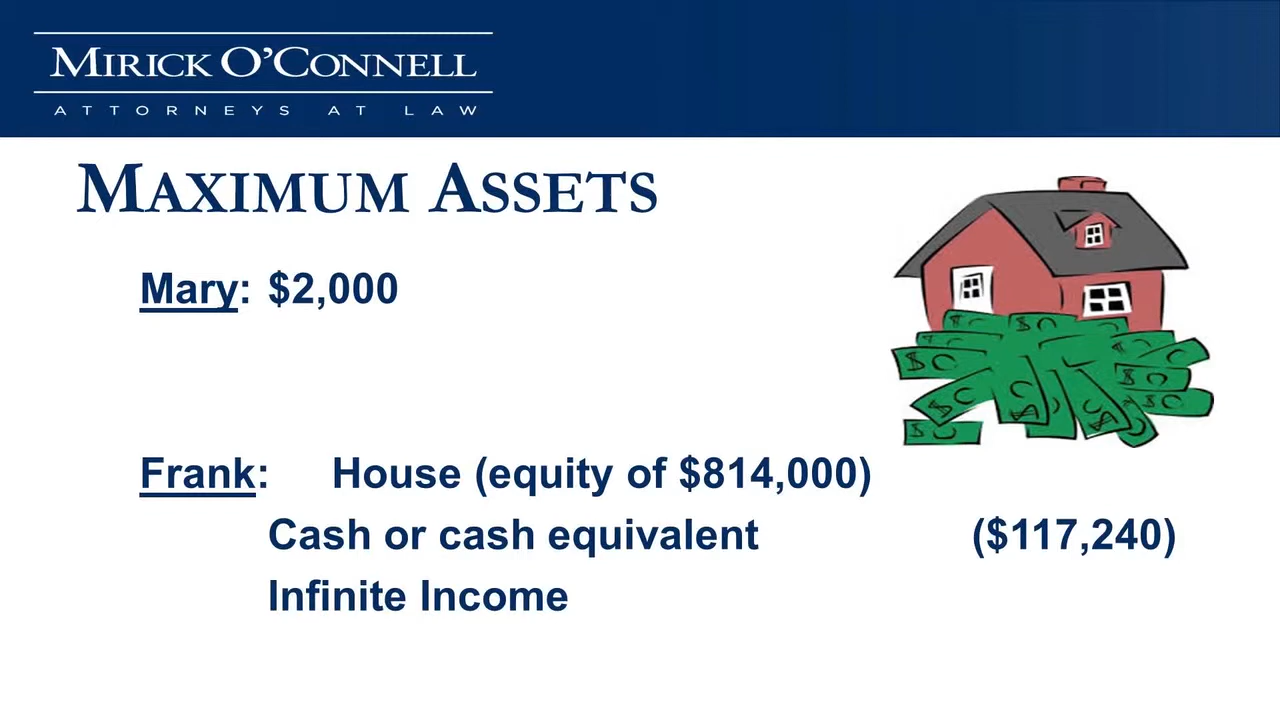 MIRICK O'CONNELL
ATTORNEYS AT LAW
MAXIMUM ASSETS
Mary: $2,000
Frank: House (equity of $814,000)
Cash or cash equivalent ($117,240)
Infinite Income